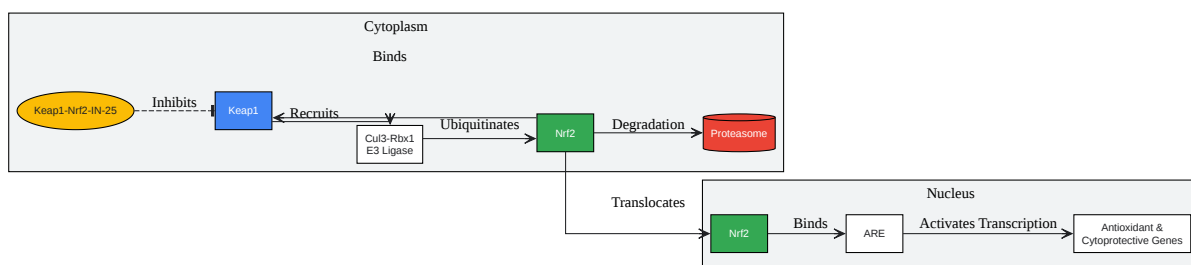 Cytoplasm
Binds
Keap1-Nrf2-IN-25
Inhibits
Keap1
Recruits
Cul3-Rbx1
E3 Ligase
Ubiquitinates
Nrf2
Degradation
Proteasome
Translocates
Nucleus
Nrf2
Binds
ARE
Activates Transcription
Antioxidant &
Cytoprotective Genes